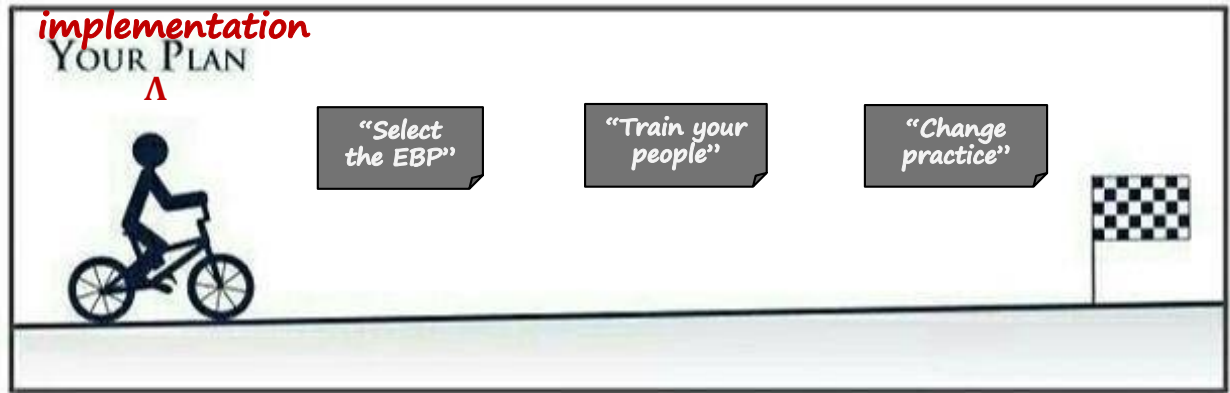 implementation
YOUR PLAN
Λ
“Select
the EBP”
“Train your
people”
“Change
practice”